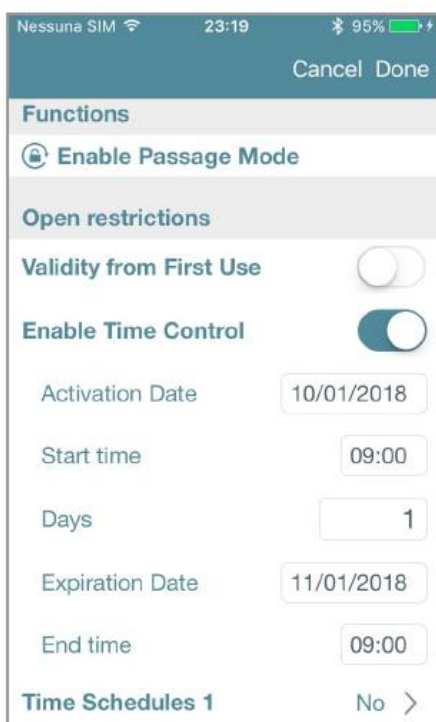 Nessuna SIM 23:19 95%
Cancel Done
Functions
Enable Passage Mode
Open restrictions
Validity from First Use
Enable Time Control
Activation Date 10/01/2018
Start time 09:00
Days 1
Expiration Date 11/01/2018
End time 09:00
Time Schedules 1 No >